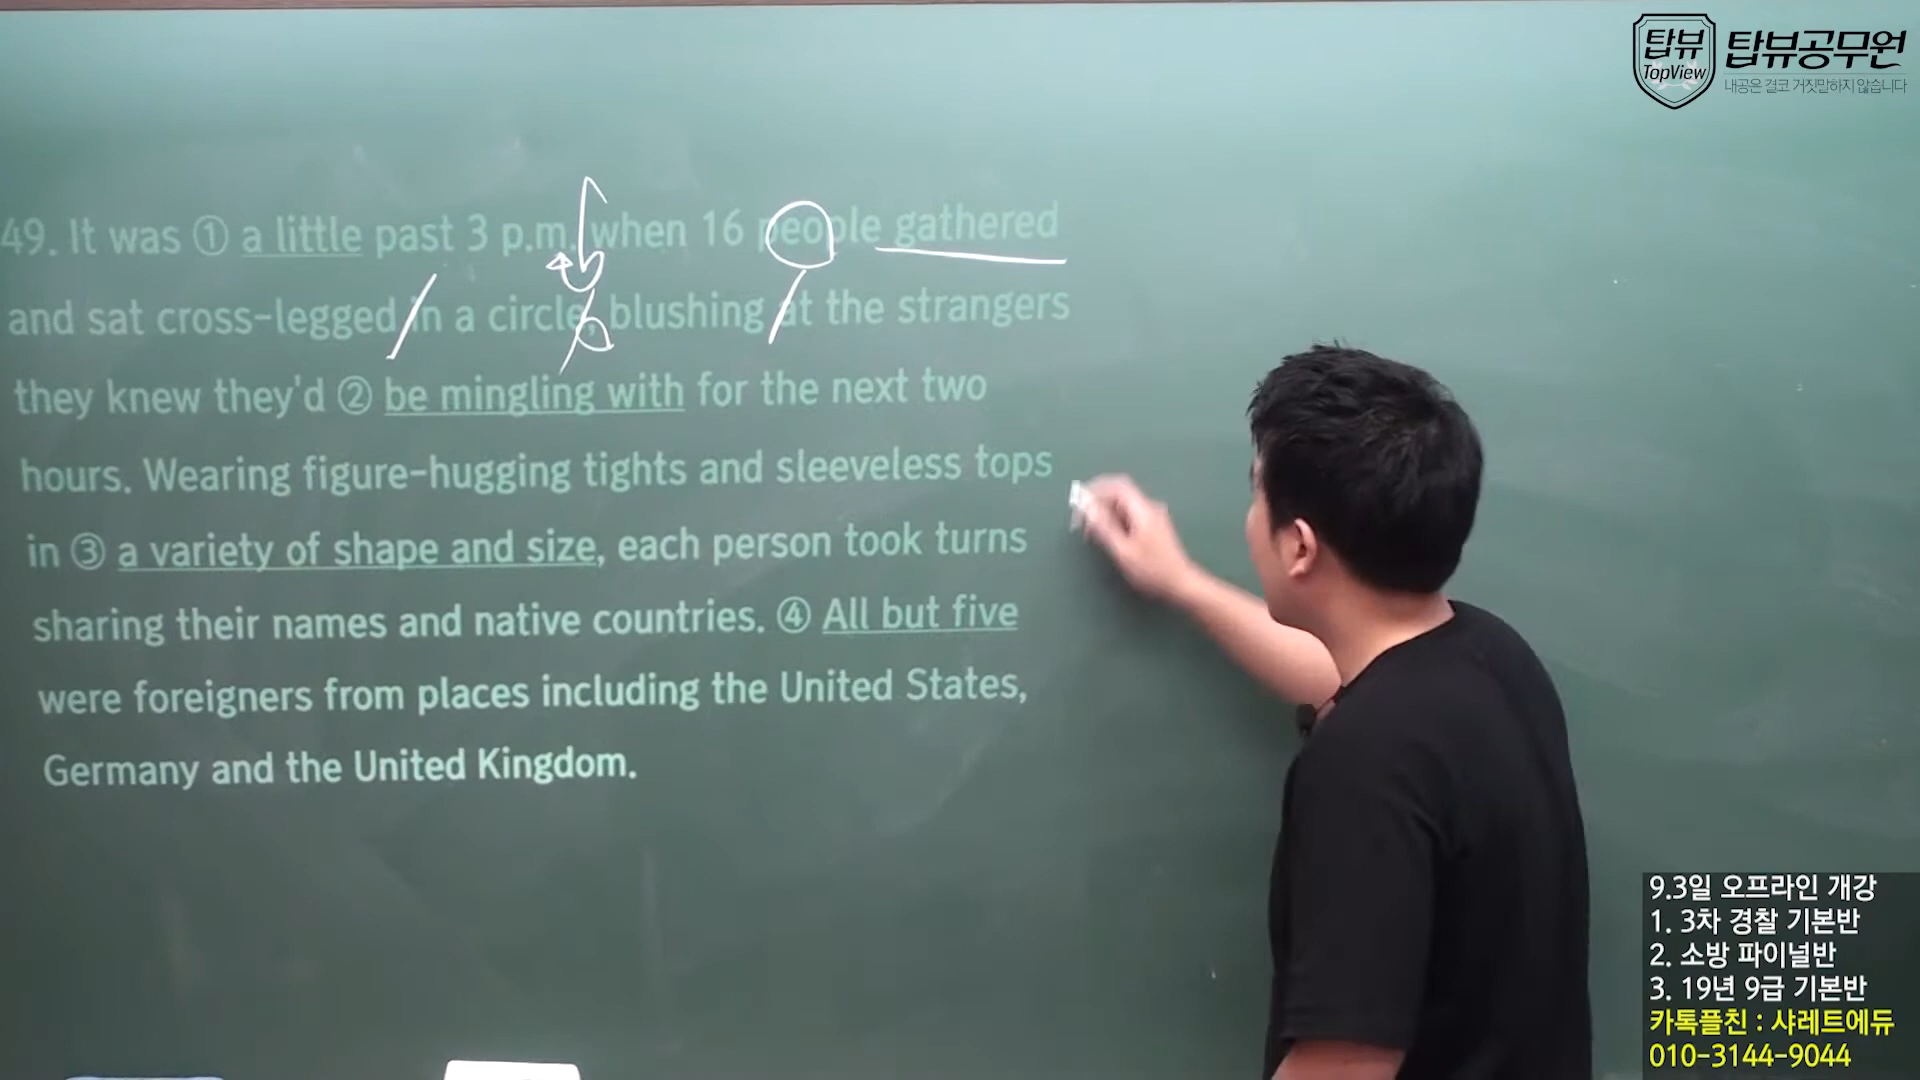 탑뷰
TopView
탑뷰공무원
내공은 결코 거짓말하지 않습니다
49. It was ① a little past 3 p.m. when 16 people gathered
and sat cross-legged in a circle, blushing at the strangers
they knew they'd ② be mingling with for the next two
hours. Wearing figure-hugging tights and sleeveless tops
in ③ a variety of shape and size, each person took turns
sharing their names and native countries. ④ All but five
were foreigners from places including the United States,
Germany and the United Kingdom.
9.3일 오프라인 개강
1. 3차 경찰 기본반
2. 소방 파이널반
3. 19년 9급 기본반
카톡플친 : 샤레트에듀
010-3144-9044